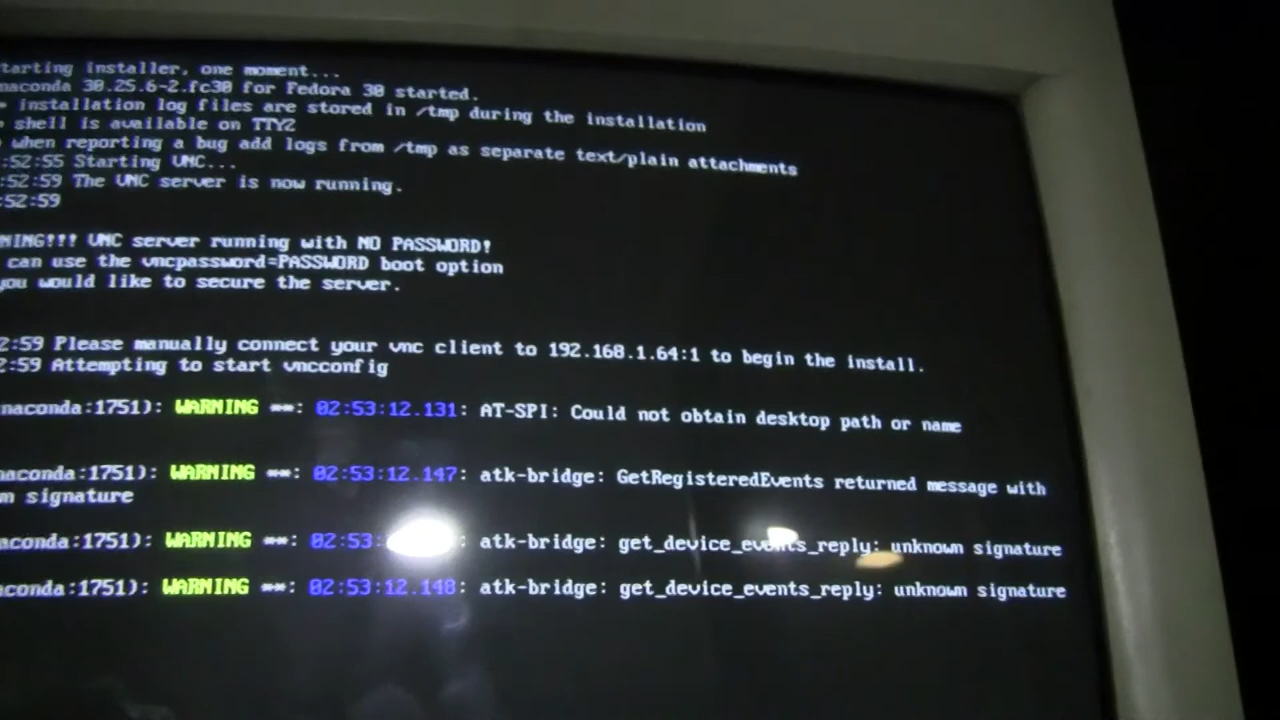 tarting installer, one moment...
naconda 30.25.6-2.fc30 for Fedora 30 started.
* installation log files are stored in /tmp during the installation
* shell is available on TTY2
* when reporting a bug add logs from /tmp as separate text/plain attachments
:52:55 Starting VNC...
:52:59 The VNC server is now running.
:52:59
NING!!! VNC server running with NO PASSWORD!
can use the vncpassword=PASSWORD boot option
you would like to secure the server.
2:59 Please manually connect your vnc client to 192.168.1.64:1 to begin the install.
2:59 Attempting to start vncconfig
naconda:1751): WARNING **: 02:53:12.131: AT-SPI: Could not obtain desktop path or name
naconda:1751): WARNING **: 02:53:12.147: atk-bridge: GetRegisteredEvents returned message with
m signature
aconda:1751): WARNING **: 02:53: : atk-bridge: get_device_events_reply: unknown signature
aconda:1751): WARNING **: 02:53:12.148: atk-bridge: get_device_events_reply: unknown signature